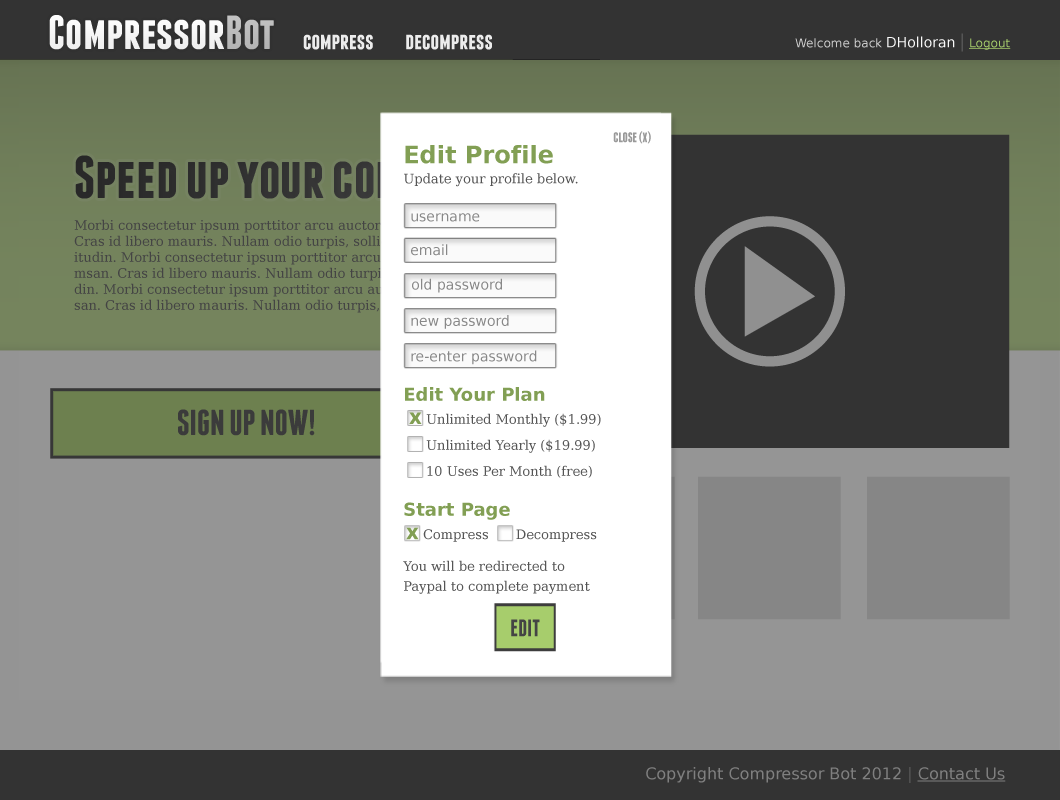 CompressorBot
Compress
Decompress
Welcome back DHolloran | Logout
Close (X)
Edit Profile
Update your profile below.
Speed up your
Morbi consectetur ipsum porttitor arcu auctor
Cras id libero mauris. Nullam odio turpis, solli
itudin. Morbi consectetur ipsum porttitor arcu
msan. Cras id libero mauris. Nullam odio turpi
din. Morbi consectetur ipsum porttitor arcu au
san. Cras id libero mauris. Nullam odio turpis,
username
email
old password
new password
re-enter password
Edit Your Plan
X Unlimited Monthly ($1.99)
Unlimited Yearly ($19.99)
10 Uses Per Month (free)
Sign up now!
Start Page
X Compress Decompress
You will be redirected to
Paypal to complete payment
Edit
Copyright Compressor Bot 2012 | Contact Us